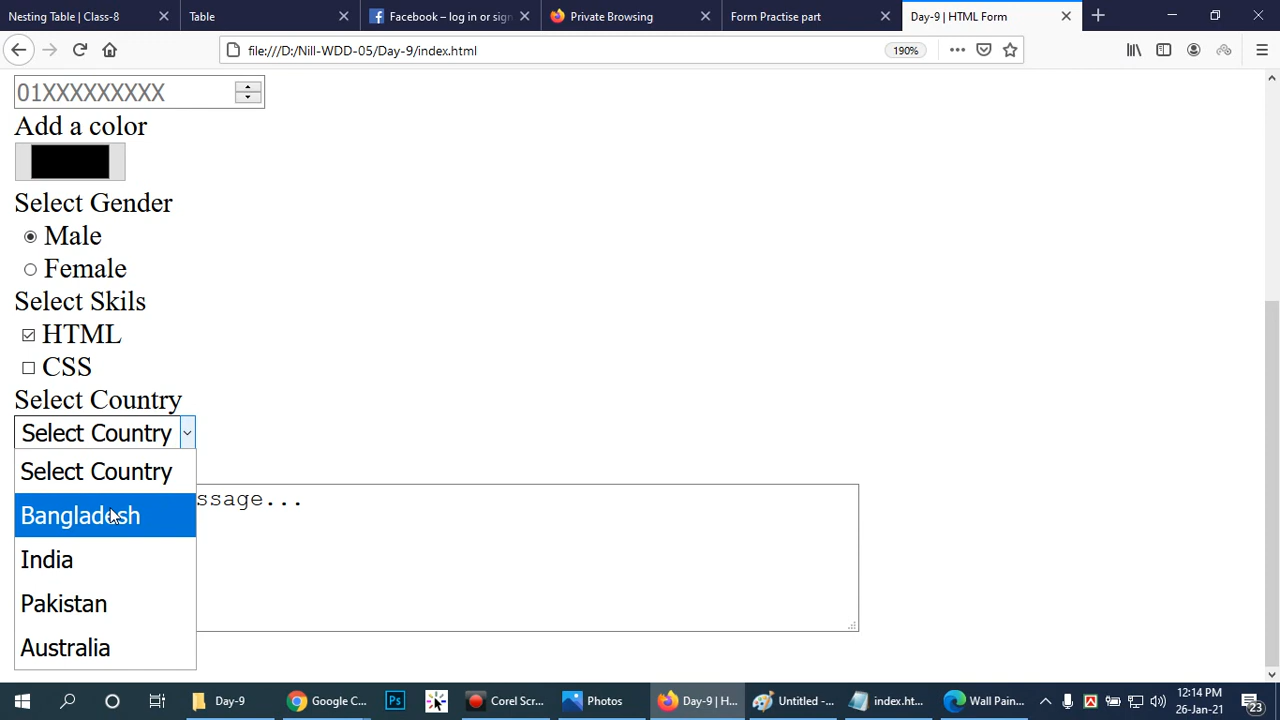 Nesting Table | Class-8
Table
Facebook – log in or sign
Private Browsing
Form Practise part
Day-9 | HTML Form
file:///D:/Nill-WDD-05/Day-9/index.html
190%
01XXXXXXXXX
Add a color
Select Gender
Male
Female
Select Skils
HTML
CSS
Select Country
Select Country
Select Country
Bangladesh
ssage...
India
Pakistan
Australia
Day-9
Google C...
Ps
Corel Scr...
Photos
Day-9 | H...
Untitled -...
index.ht...
Wall Pain...
12:14 PM
26-Jan-21
23